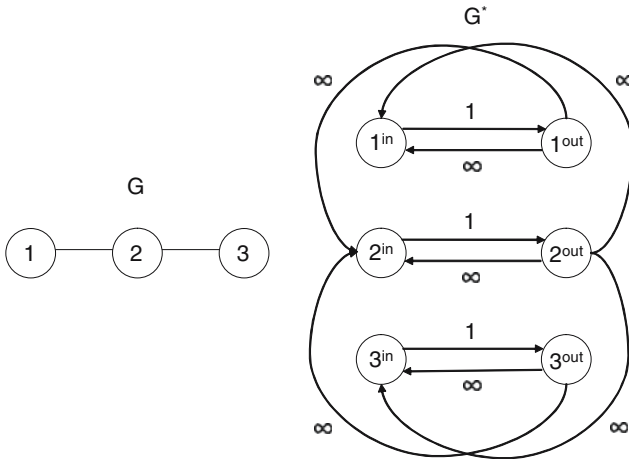 G*
∞ ∞
1
1in 1out
∞
G
1
1 2 3 2in 2out
∞
1
3in 3out
∞
∞ ∞